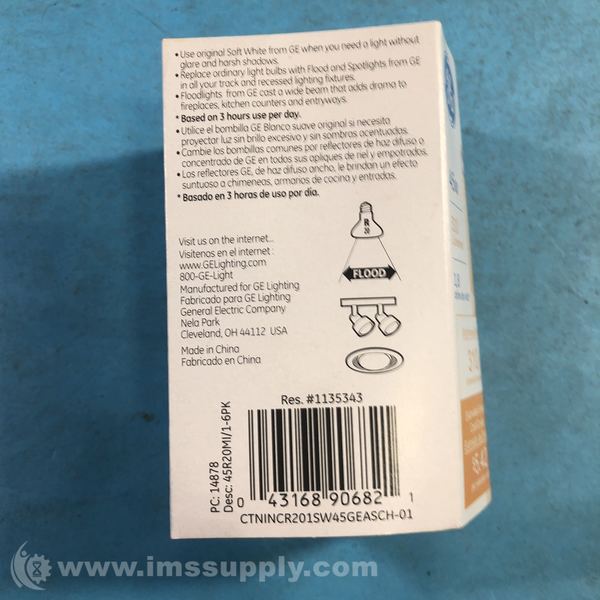 • Use original Soft White from GE when you need a light without
glare and harsh shadows.
• Replace ordinary light bulbs with Flood and Spotlights from GE
in all your track and recessed lighting fixtures.
• Floodlights from GE cast a wide beam that adds drama to
fireplaces, kitchen counters and entryways.
* Based on 3 hours use per day.
• Utilice el bombilla GE Blanco suave original si necesita
proyectar luz sin brillo excesivo y sin sombras acentuadas.
• Cambie los bombillas comunes por reflectores de haz difuso o
concentrado de GE en todos sus apliques de riel y empotrados.
• Los reflectores GE, de haz difuso ancho, le brindan un efecto
suntuoso a chimeneas, armarios de cocina y entradas.
* Basado en 3 horas de uso por dia.
R
20
FLOOD
Visit us on the internet...
Visitenos en el internet :
www.GELighting.com
800-GE-Light
Manufactured for GE Lighting
Fabricado para GE Lighting
General Electric Company
Nela Park
Cleveland, OH 44112 USA
Made in China
Fabricado en China
Res. #1135343
PC: 14878
Desc: 45R20MI/1-6PK
0 43168 90682 1
CTNINCR201SW45GEASCH-01
www.imssupply.com